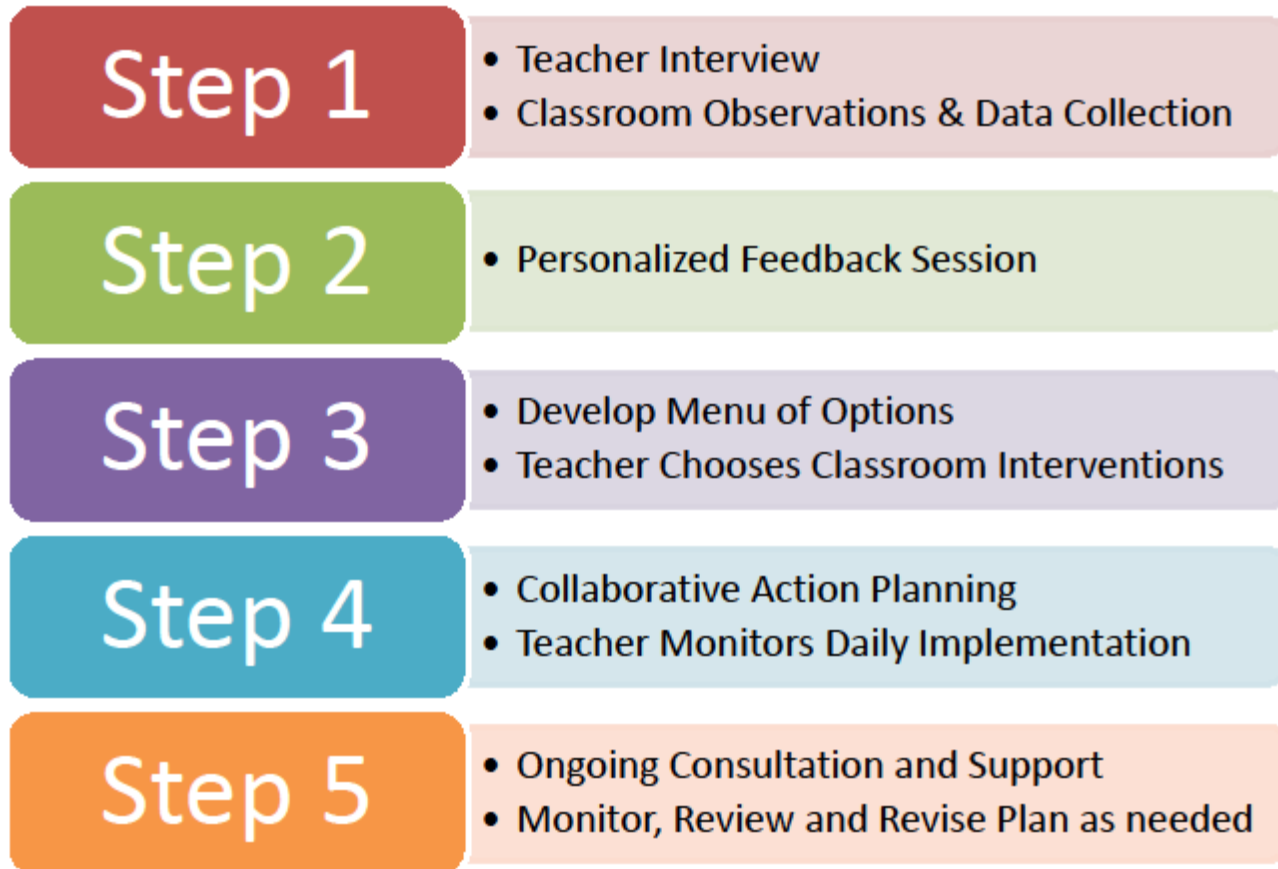 Step 1
• Teacher Interview
• Classroom Observations & Data Collection
Step 2
• Personalized Feedback Session
Step 3
• Develop Menu of Options
• Teacher Chooses Classroom Interventions
Step 4
• Collaborative Action Planning
• Teacher Monitors Daily Implementation
Step 5
• Ongoing Consultation and Support
• Monitor, Review and Revise Plan as needed